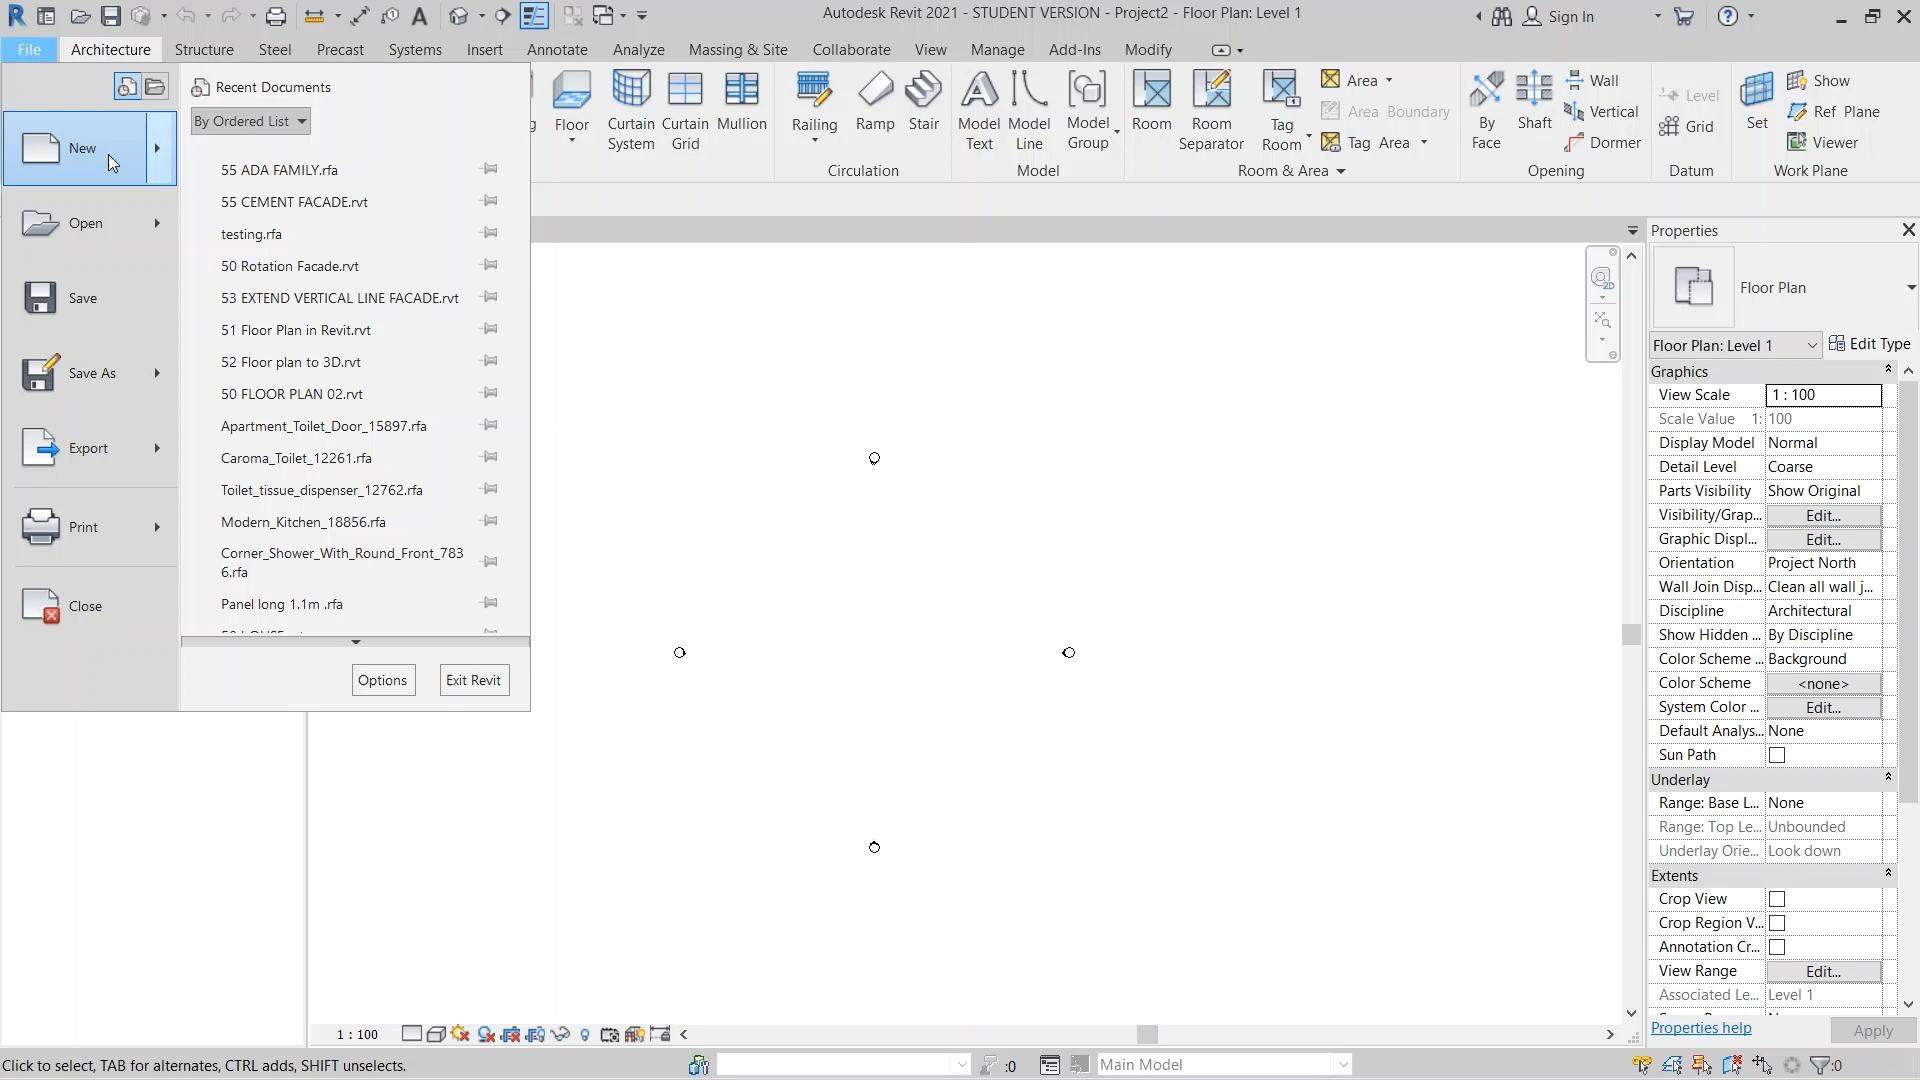 Autodesk Revit 2021 - STUDENT VERSION - Project2 - Floor Plan: Level 1
Sign In
File
Architecture
Structure
Steel
Precast
Systems
Insert
Annotate
Analyze
Massing & Site
Collaborate
View
Manage
Add-Ins
Modify
Recent Documents
By Ordered List
New
Open
Save
Save As
Export
Print
Close
55 ADA FAMILY.rfa
55 CEMENT FACADE.rvt
testing.rfa
50 Rotation Facade.rvt
53 EXTEND VERTICAL LINE FACADE.rvt
51 Floor Plan in Revit.rvt
52 Floor plan to 3D.rvt
50 FLOOR PLAN 02.rvt
Apartment_Toilet_Door_15897.rfa
Caroma_Toilet_12261.rfa
Toilet_tissue_dispenser_12762.rfa
Modern_Kitchen_18856.rfa
Corner_Shower_With_Round_Front_783
6.rfa
Panel long 1.1m .rfa
Options
Exit Revit
Floor
Curtain
System
Curtain
Grid
Mullion
Railing
Ramp
Stair
Circulation
Model
Text
Model
Line
Model
Group
Model
Room
Room
Separator
Tag
Room
Area
Area Boundary
Tag Area
Room & Area
By
Face
Shaft
Wall
Vertical
Dormer
Opening
Level
Grid
Datum
Set
Show
Ref Plane
Viewer
Work Plane
Properties
Floor Plan
Floor Plan: Level 1
Edit Type
Graphics
View Scale 1 : 100
Scale Value 1: 100
Display Model Normal
Detail Level Coarse
Parts Visibility Show Original
Visibility/Grap... Edit...
Graphic Displ... Edit...
Orientation Project North
Wall Join Disp... Clean all wall j...
Discipline Architectural
Show Hidden ... By Discipline
Color Scheme ... Background
Color Scheme <none>
System Color ... Edit...
Default Analys... None
Sun Path
Underlay
Range: Base L... None
Range: Top Le... Unbounded
Underlay Orie... Look down
Extents
Crop View
Crop Region V...
Annotation Cr...
View Range Edit...
Associated Le... Level 1
Properties help
Apply
1 : 100
Click to select, TAB for alternates, CTRL adds, SHIFT unselects.
:0
Main Model
:0